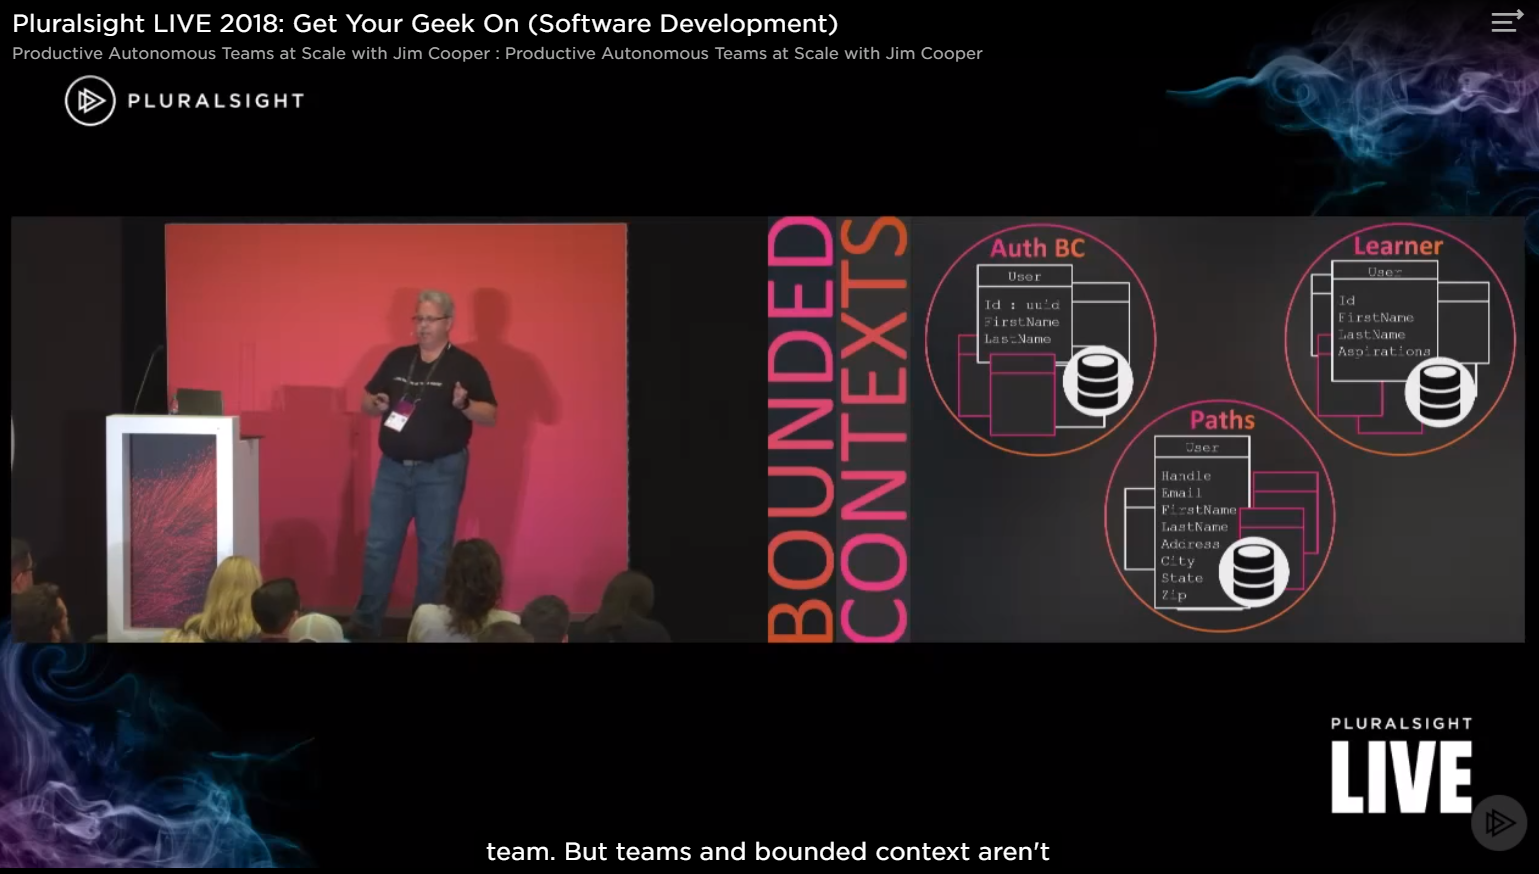 Pluralsight LIVE 2018: Get Your Geek On (Software Development)
Productive Autonomous Teams at Scale with Jim Cooper : Productive Autonomous Teams at Scale with Jim Cooper
PLURALSIGHT
BOUNDED
CONTEXTS
Auth BC
User
Id : uuid
FirstName
LastName
Learner
User
Id
FirstName
LastName
Aspirations
Paths
User
Handle
Email
FirstName
LastName
Address
City
State
Zip
PLURALSIGHT
LIVE
team. But teams and bounded context aren't